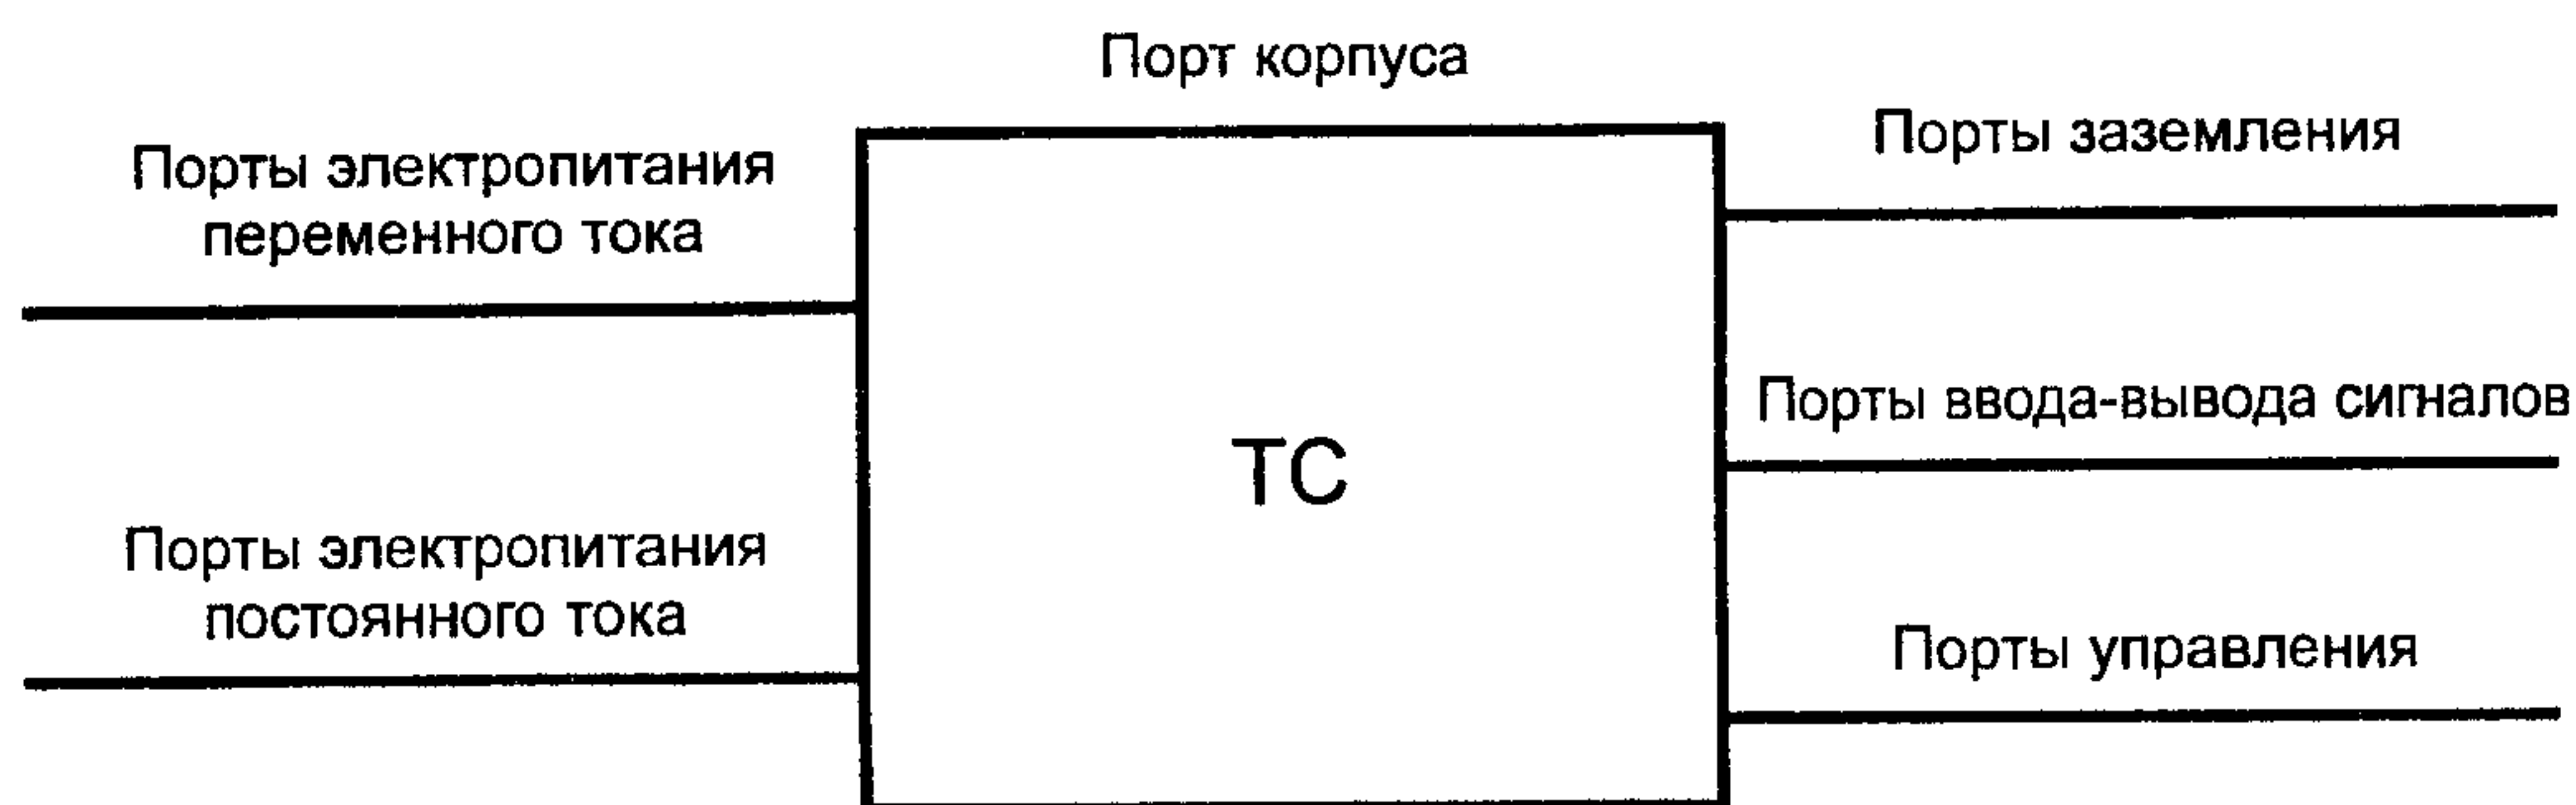 Порт корпуса
Порты электропитания
переменного тока
Порты заземления
Порты ввода-вывода сигналов
ТС
Порты электропитания
постоянного тока
Порты управления